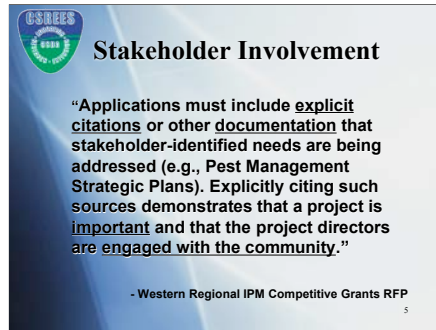 CSREES
Stakeholder Involvement
“Applications must include explicit
citations or other documentation that
stakeholder-identified needs are being
addressed (e.g., Pest Management
Strategic Plans). Explicitly citing such
sources demonstrates that a project is
important and that the project directors
are engaged with the community.”
- Western Regional IPM Competitive Grants RFP
5